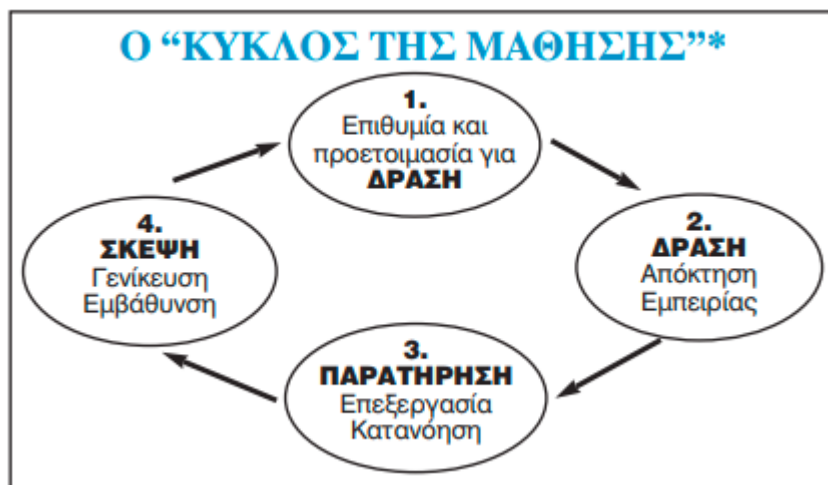 Ο “ΚΥΚΛΟΣ ΤΗΣ ΜΑΘΗΣΗΣ”*
1.
Επιθυμία και
προετοιμασία για
ΔΡΑΣΗ
2.
ΔΡΑΣΗ
Απόκτηση
Εμπειρίας
3.
ΠΑΡΑΤΗΡΗΣΗ
Επεξεργασία
Κατανόηση
4.
ΣΚΕΨΗ
Γενίκευση
Εμβάθυνση